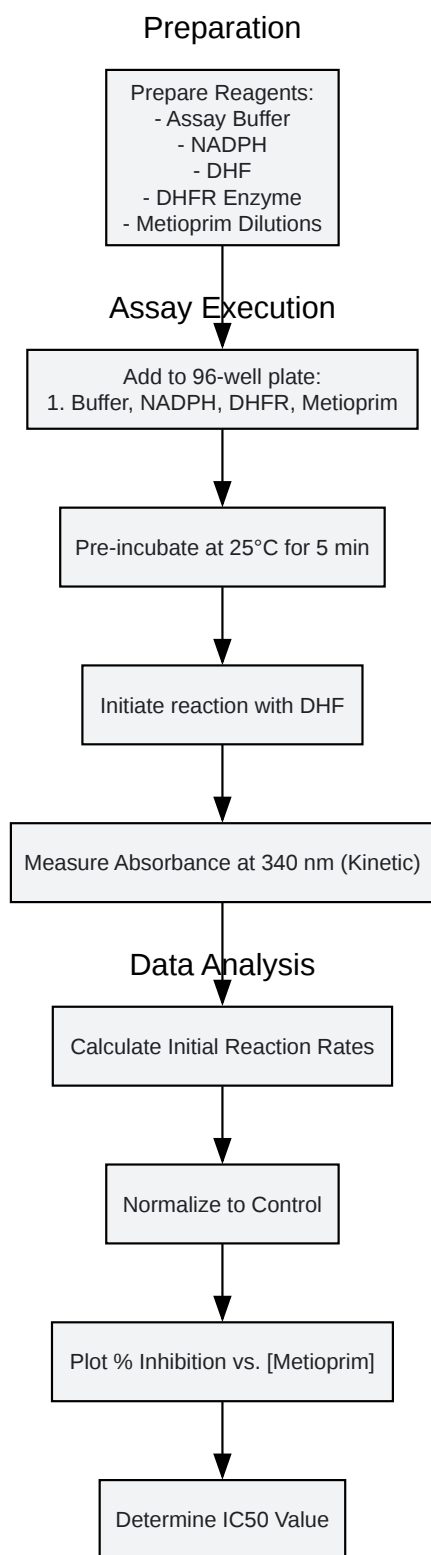 Preparation
Prepare Reagents:
- Assay Buffer
- NADPH
- DHF
- DHFR Enzyme
- Metioprim Dilutions
Assay Execution
Add to 96-well plate:
1. Buffer, NADPH, DHFR, Metioprim
Pre-incubate at 25°C for 5 min
Initiate reaction with DHF
Measure Absorbance at 340 nm (Kinetic)
Data Analysis
Calculate Initial Reaction Rates
Normalize to Control
Plot % Inhibition vs. [Metioprim]
Determine IC50 Value